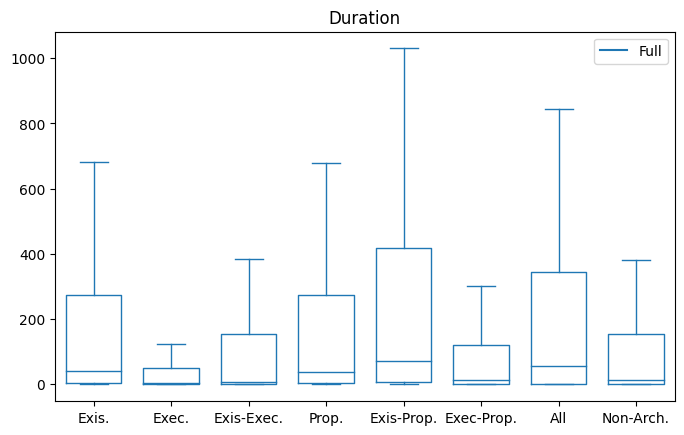 Duration
Full
1000
800
600
400
200
0
Exis. Exec. Exis-Exec. Prop. Exis-Prop. Exec-Prop. All Non-Arch.